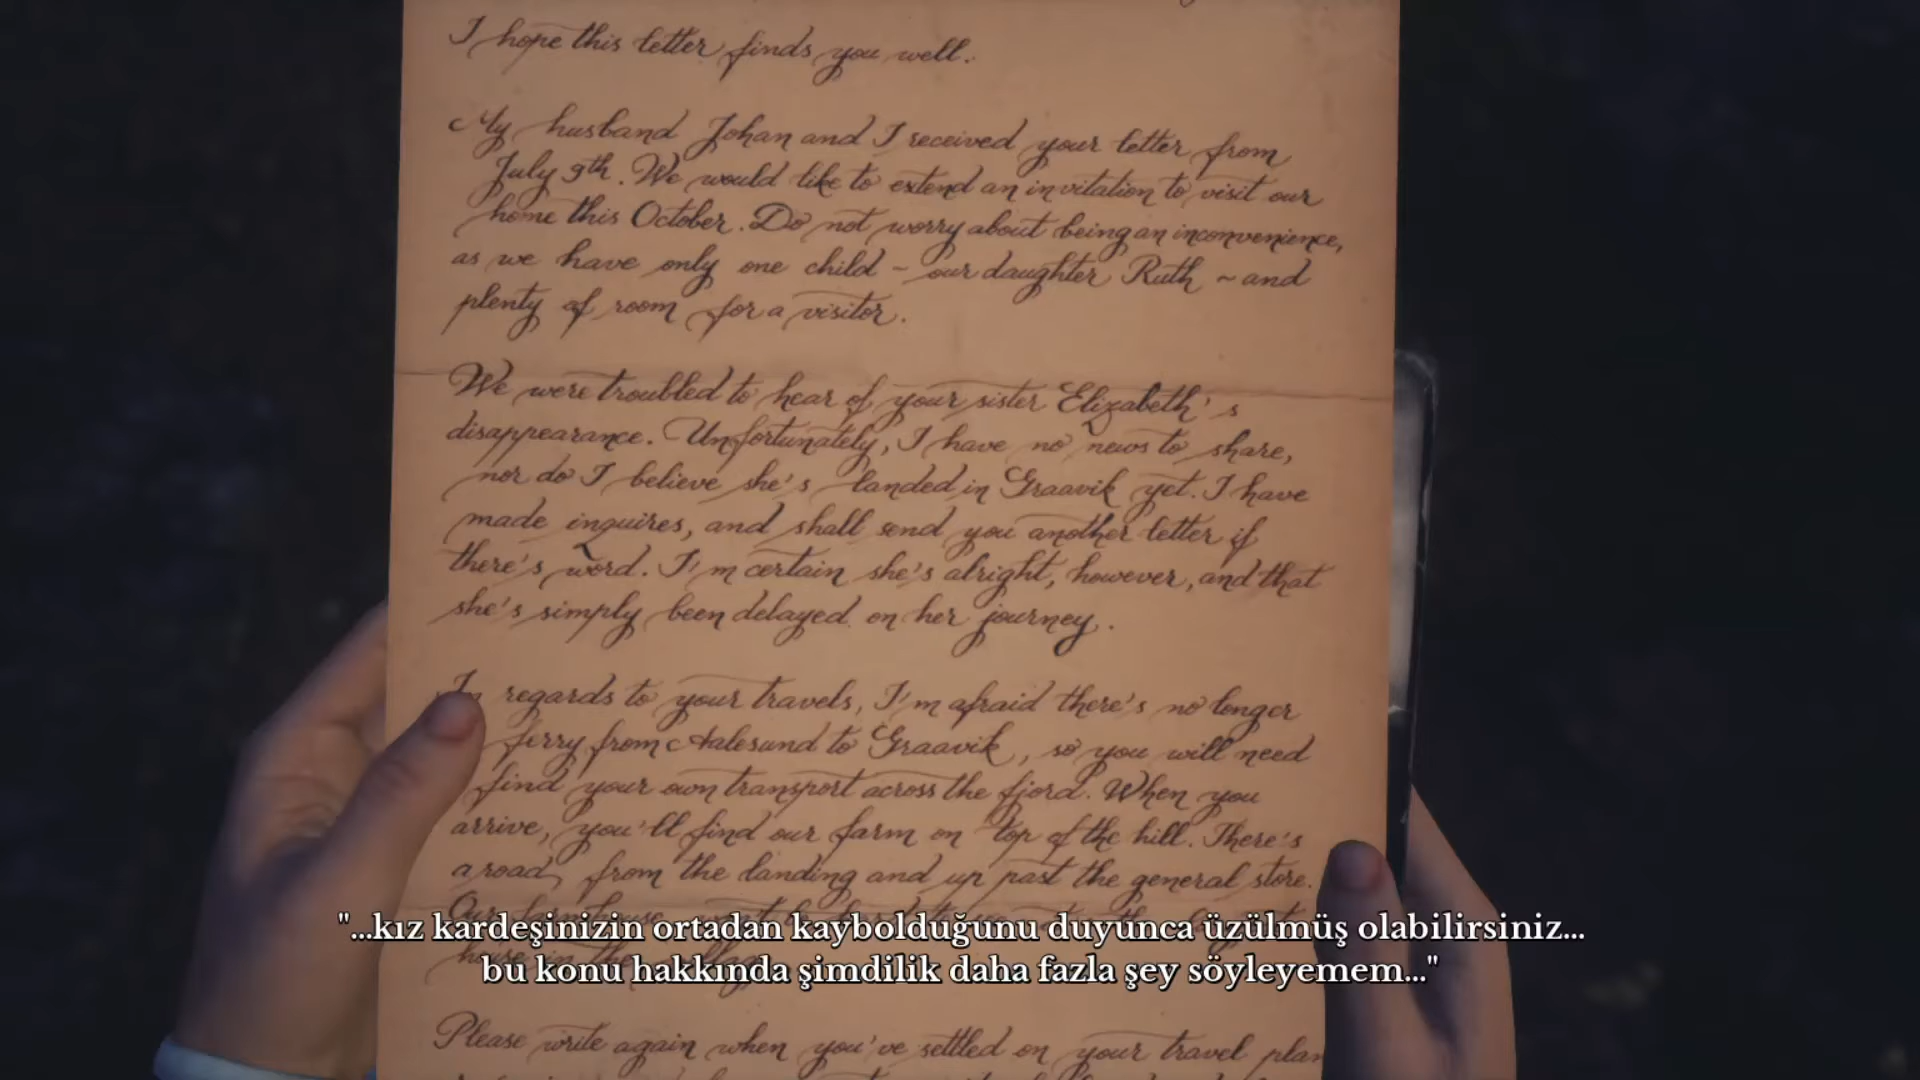 I hope this letter finds you well.
My husband Johan and I received your letter from
July 9th. We would like to extend an invitation to visit our
home this October. Do not worry about being an inconvenience,
as we have only one child - our daughter Ruth - and
plenty of room for a visitor.
We were troubled to hear of your sister Elizabeth's
disappearance. Unfortunately, I have no news to share,
nor do I believe she's landed in Graavik yet. I have
made inquires, and shall send you another letter if
there's word. I'm certain she's alright, however, and that
she's simply been delayed on her journey.
In regards to your travels, I'm afraid there's no longer
ferry from Aalesund to Graavik, so you will need
find your own transport across the fjord. When you
arrive, you'll find our farm on top of the hill. There's
a road from the landing and up past the general store.
Our farmhouse
house in the
"...kız kardeşinizin ortadan kaybolduğunu duyunca üzülmüş olabilirsiniz...
bu konu hakkında şimdilik daha fazla şey söyleyemem..."
Please write again when you've settled on your travel plan